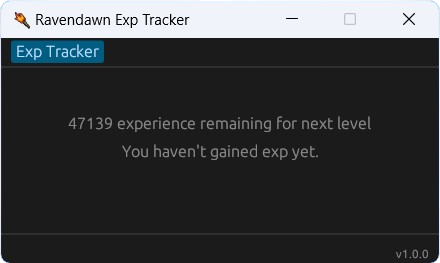 Ravendawn Exp Tracker
Exp Tracker
47139 experience remaining for next level
You haven't gained exp yet.
v1.0.0